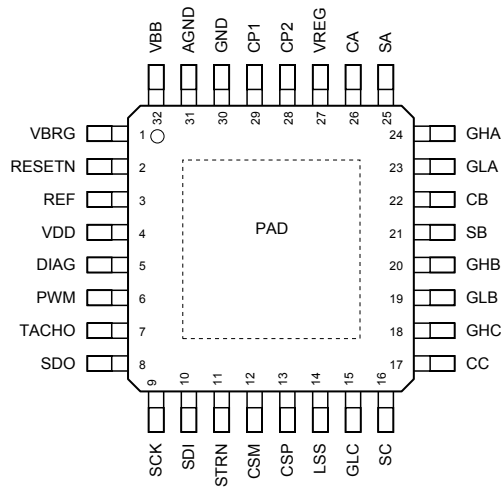 VBB AGND GND CP1 CP2 VREG CA SA
32 31 30 29 28 27 26 25
VBRG 1 24 GHA
RESETN 2 23 GLA
REF 3 22 CB
VDD 4 PAD 21 SB
DIAG 5 20 GHB
PWM 6 19 GLB
TACHO 7 18 GHC
SDO 8 17 CC
9 10 11 12 13 14 15 16
SCK SDI STRN CSM CSP LSS GLC SC